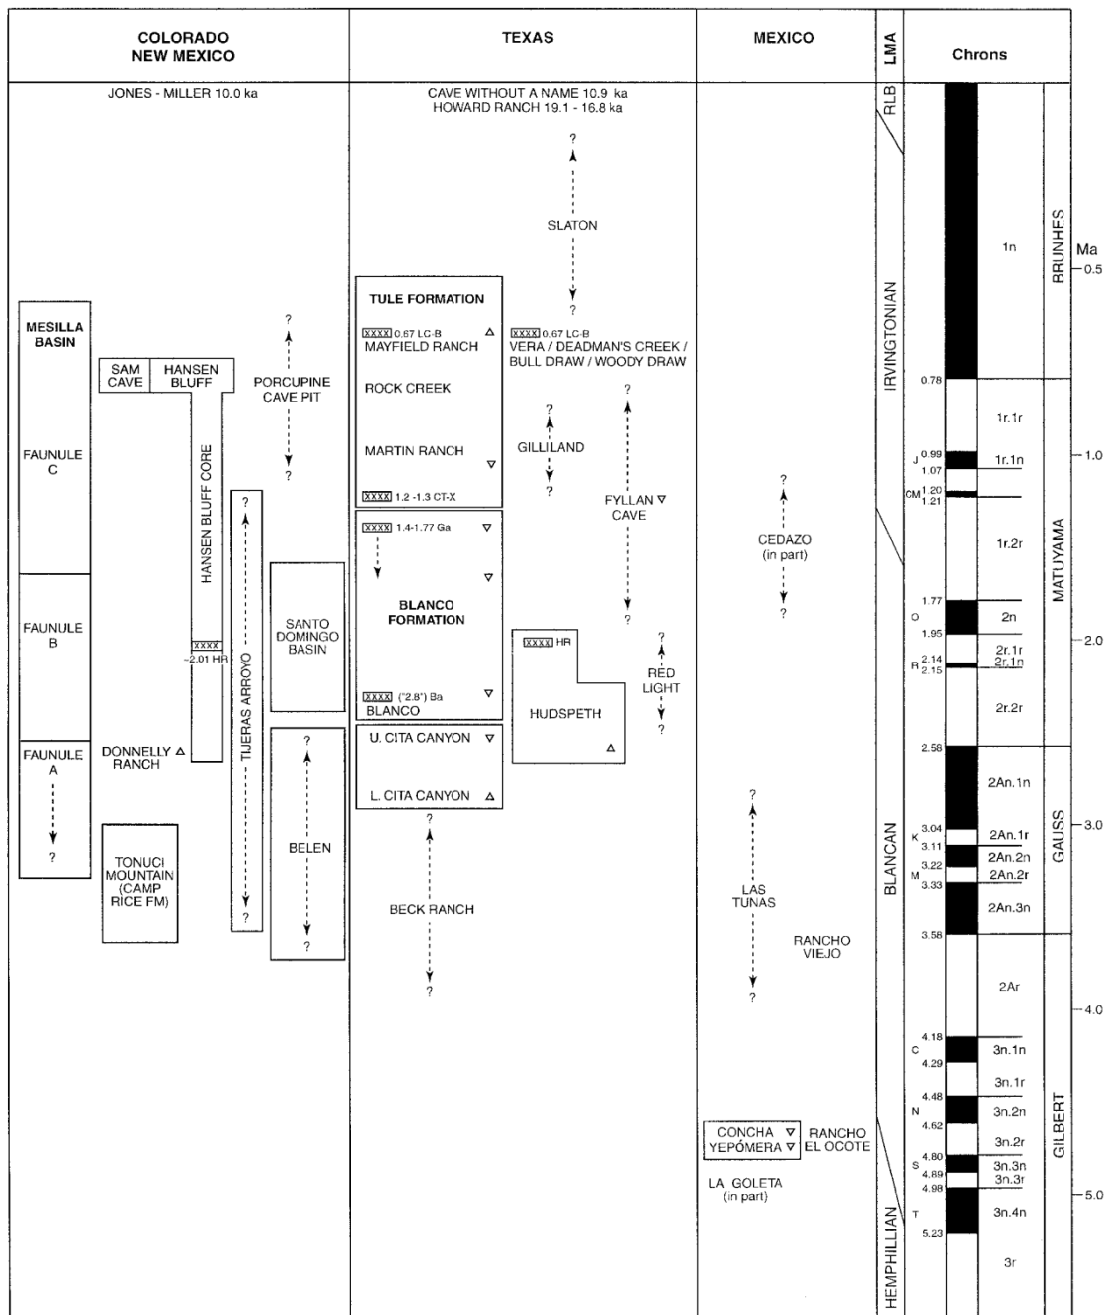 COLORADO
NEW MEXICO
TEXAS
MEXICO
LMA
Chrons
JONES - MILLER 10.0 ka
CAVE WITHOUT A NAME 10.9 ka
HOWARD RANCH 19.1 - 16.8 ka
?
SLATON
?
MESILLA
BASIN
FAUNULE
C
FAUNULE
B
FAUNULE
A
?
SAM
CAVE
HANSEN
BLUFF
HANSEN BLUFF CORE
XXXX
~2.01 HR
DONNELLY △
RANCH
TONUCI
MOUNTAIN
(CAMP
RICE FM)
?
PORCUPINE
CAVE PIT
?
?
TIJERAS ARROYO
?
SANTO
DOMINGO
BASIN
?
BELEN
?
TULE FORMATION
XXXX 0.67 LC-B △
MAYFIELD RANCH
ROCK CREEK
MARTIN RANCH
▽
XXXX 1.2 -1.3 CT-X
XXXX 1.4-1.77 Ga ▽
▽
BLANCO
FORMATION
XXXX ("2.8") Ba ▽
BLANCO
U. CITA CANYON ▽
L. CITA CANYON △
?
BECK RANCH
?
XXXX 0.67 LC-B
VERA / DEADMAN'S CREEK /
BULL DRAW / WOODY DRAW
?
GILLILAND
?
?
FYLLAN ▽
CAVE
?
XXXX HR
HUDSPETH
△
?
RED
LIGHT
?
?
CEDAZO
(in part)
?
?
LAS
TUNAS
?
RANCHO
VIEJO
CONCHA ▽
YEPÓMERA ▽
RANCHO
EL OCOTE
LA GOLETA
(in part)
RLB
IRVINGTONIAN
BLANCAN
HEMPHILLIAN
0.78
J
0.99
1.07
CM
1.20
1.21
1.77
O
1.95
R
2.14
2.15
2.58
3.04
K
3.11
3.22
M
3.33
3.58
4.18
C
4.29
4.48
N
4.62
4.80
S
4.89
4.98
T
5.23
1n
1r.1r
1r.1n
1r.2r
2n
2r.1r
2r.1n
2r.2r
2An.1n
2An.1r
2An.2n
2An.2r
2An.3n
2Ar
3n.1n
3n.1r
3n.2n
3n.2r
3n.3n
3n.3r
3n.4n
3r
BRUNHES
MATUYAMA
GAUSS
GILBERT
Ma
0.5
1.0
2.0
3.0
4.0
5.0